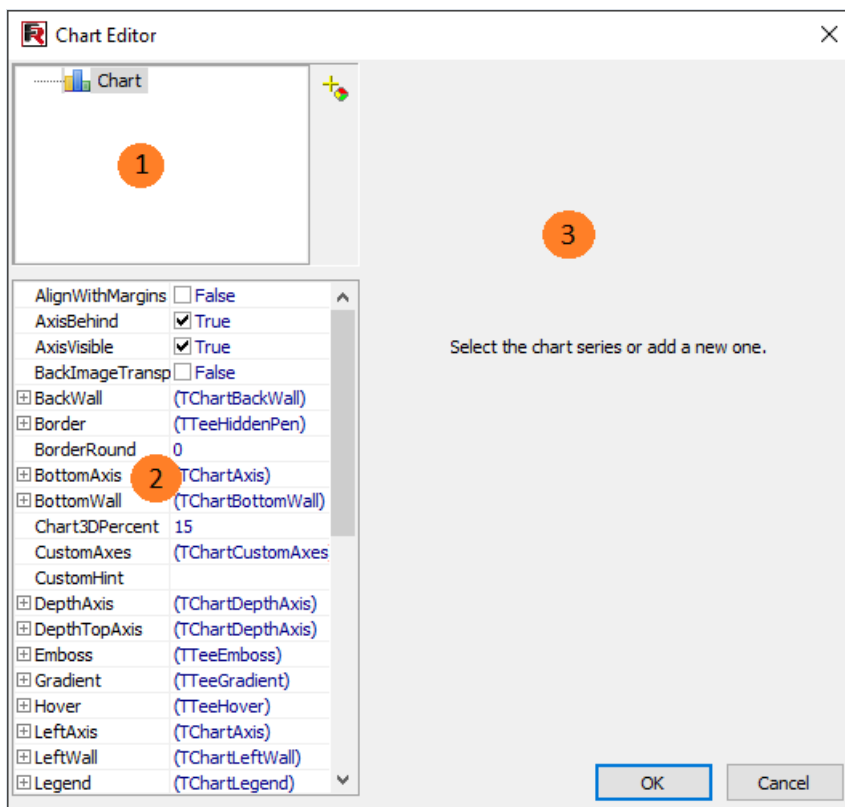 Chart Editor
Chart
1
3
AlignWithMargins False
AxisBehind True
AxisVisible True
Select the chart series or add a new one.
BackImageTransp False
BackWall (TChartBackWall)
Border (TTeeHiddenPen)
BorderRound 0
BottomAxis 2 TChartAxis)
BottomWall (TChartBottomWall)
Chart3DPercent 15
CustomAxes (TChartCustomAxes
CustomHint
DepthAxis (TChartDepthAxis)
DepthTopAxis (TChartDepthAxis)
Emboss (TTeeEmboss)
Gradient (TTeeGradient)
Hover (TTeeHover)
LeftAxis (TChartAxis)
LeftWall (TChartLeftWall)
Legend (TChartLegend)
OK Cancel